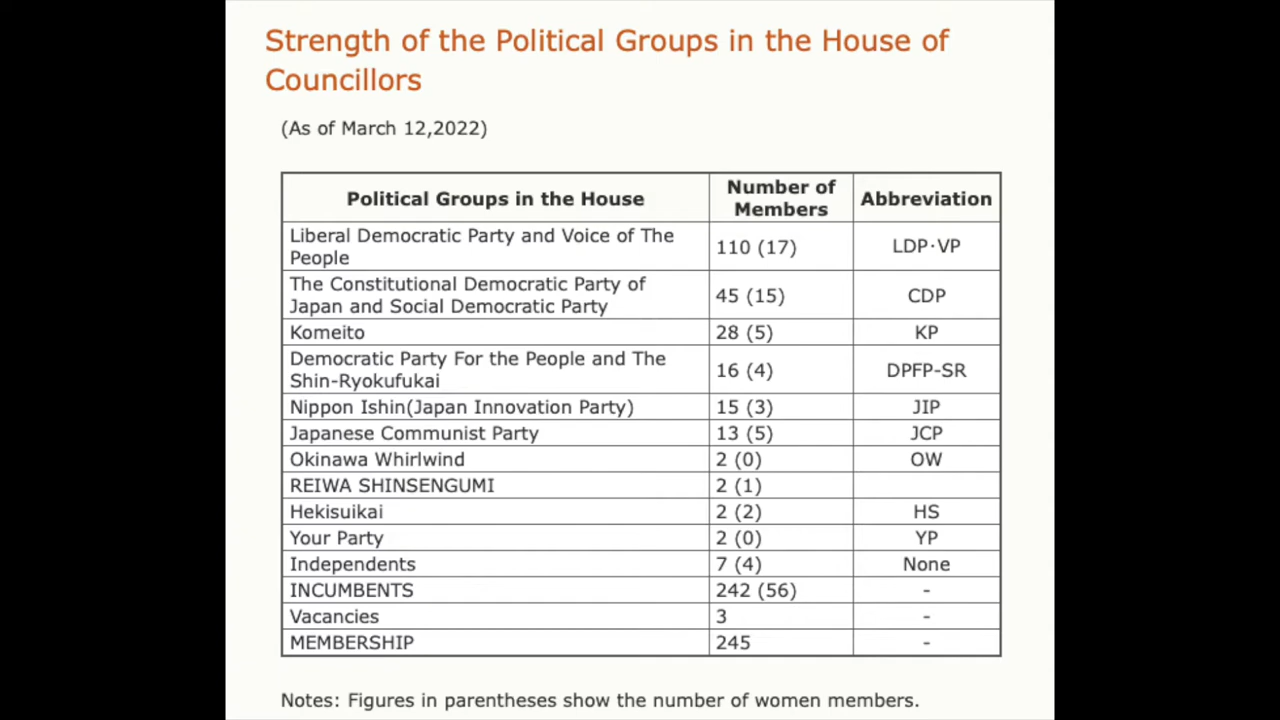 Strength of the Political Groups in the House of
Councillors
(As of March 12,2022)
Political Groups in the House
Number of
Members
Abbreviation
Liberal Democratic Party and Voice of The
People
110 (17)
LDP·VP
The Constitutional Democratic Party of
Japan and Social Democratic Party
45 (15)
CDP
Komeito
28 (5)
KP
Democratic Party For the People and The
Shin-Ryokufukai
16 (4)
DPFP-SR
Nippon Ishin(Japan Innovation Party)
15 (3)
JIP
Japanese Communist Party
13 (5)
JCP
Okinawa Whirlwind
2 (0)
OW
REIWA SHINSENGUMI
2 (1)
Hekisuikai
2 (2)
HS
Your Party
2 (0)
YP
Independents
7 (4)
None
INCUMBENTS
242 (56)
-
Vacancies
3
-
MEMBERSHIP
245
-
Notes: Figures in parentheses show the number of women members.